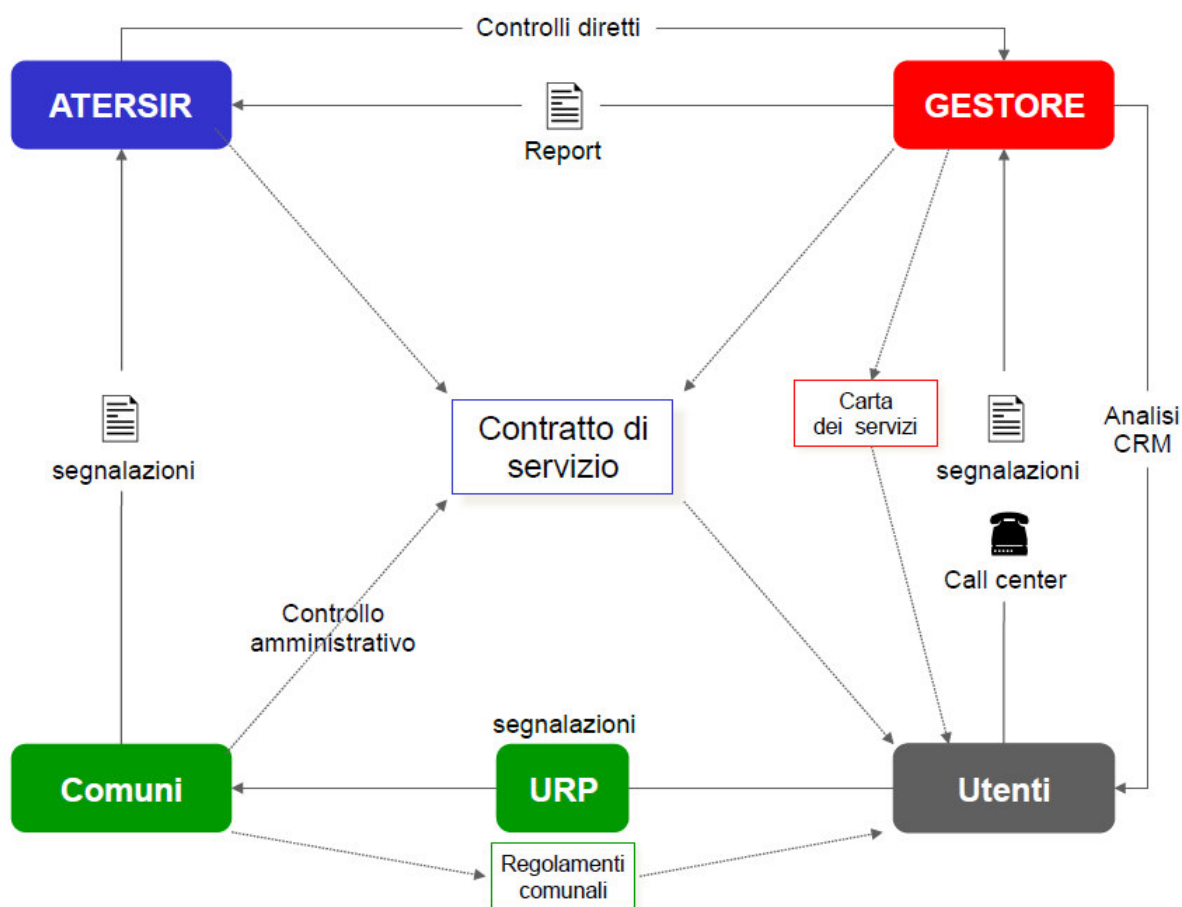 Controlli diretti
ATERSIR
GESTORE
Report
Carta
dei servizi
Analisi
CRM
Contratto di
servizio
segnalazioni
segnalazioni
Call center
Controllo
amministrativo
segnalazioni
Comuni
URP
Utenti
Regolamenti
comunali